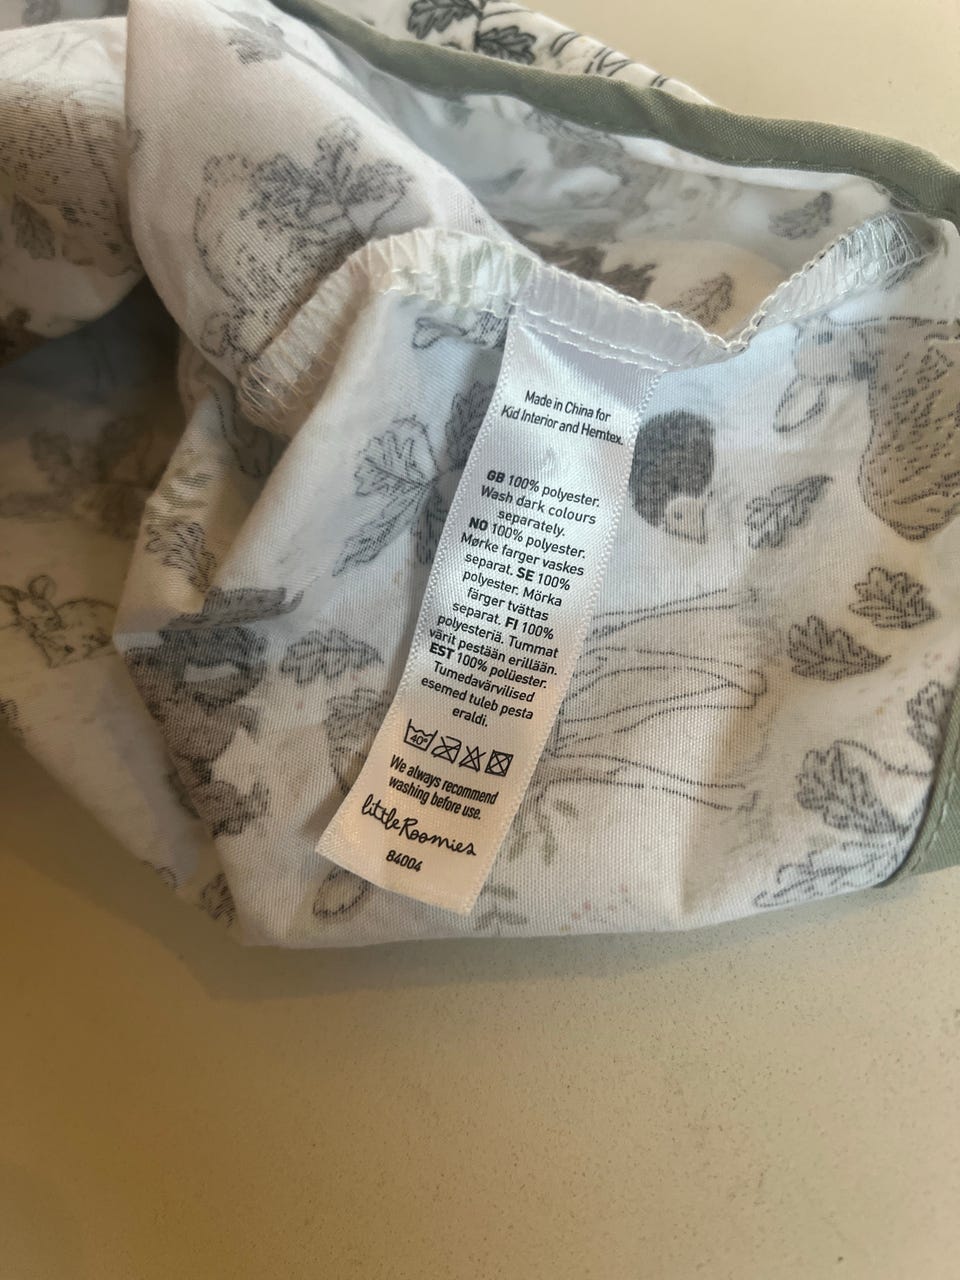 Made in China for
Kid Interior and Hemtex.
GB 100% polyester.
Wash dark colours
separately.
NO 100% polyester.
Mørke farger vaskes
separat. SE 100%
polyester. Mörka
färger tvättas
separat. FI 100%
polyesteriä. Tummat
värit pestään erillään.
EST 100% polüester.
Tumedavärvilised
esemed tuleb pesta
eraldi.
40°
We always recommend
washing before use.
little Roomies
84004